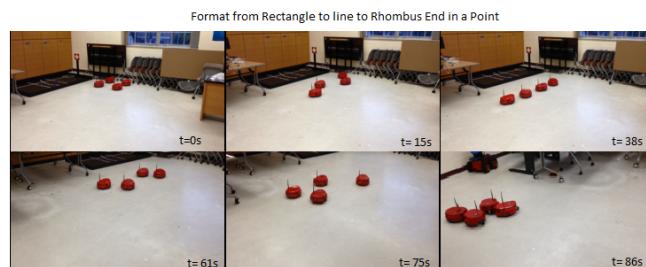 Format from Rectangle to line to Rhombus End in a Point
t=0s
t= 15s
t= 38s
t= 61s
t= 75s
t= 86s